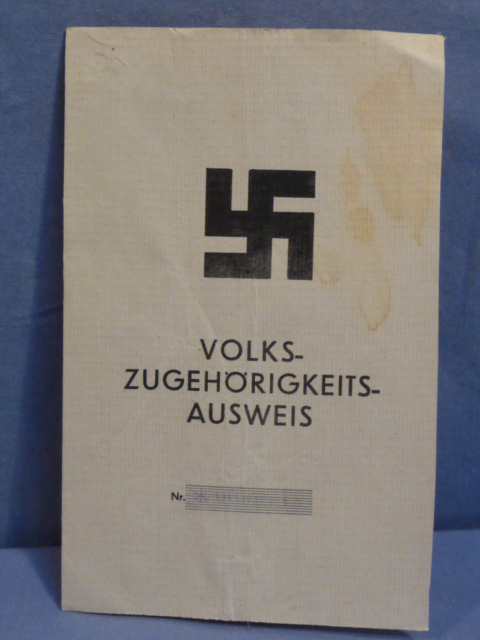 VOLKS-
ZUGEHÖRIGKEITS-
AUSWEIS
Nr.